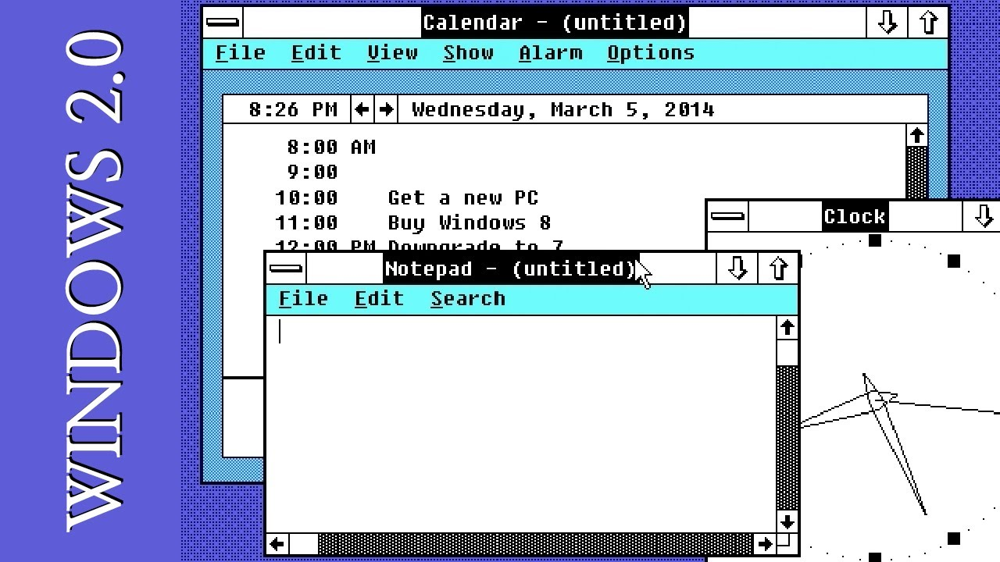 WINDOWS 2.0
Calendar - (untitled)
File Edit View Show Alarm Options
8:26 PM Wednesday, March 5, 2014
8:00 AM
9:00
10:00 Get a new PC
11:00 Buy Windows 8
12:00 PM Downgrade to 7
Clock
Notepad - (untitled)
File Edit Search